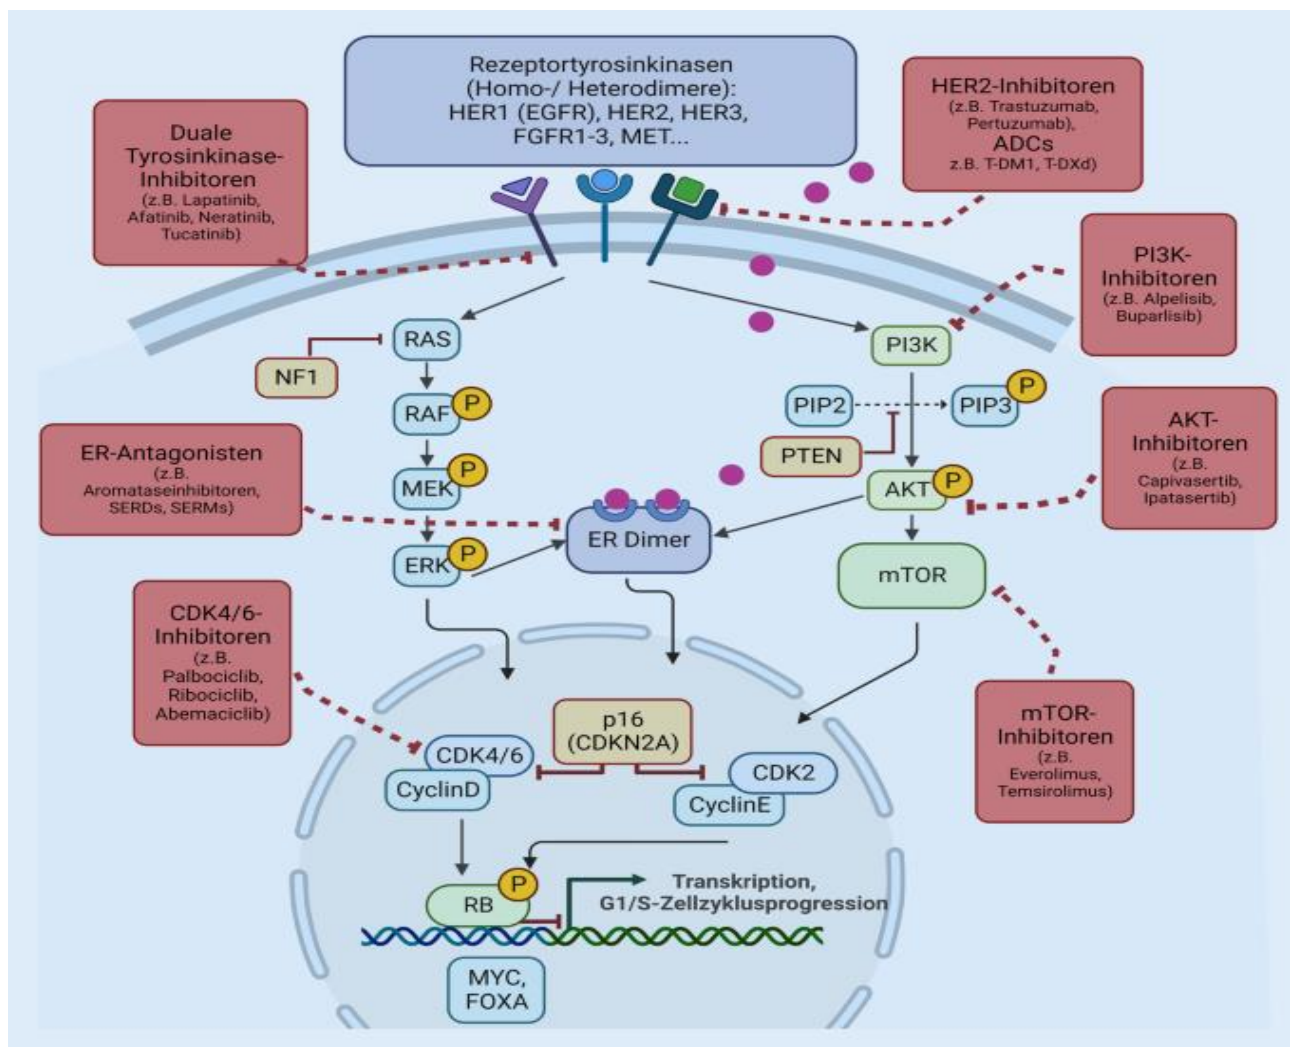 Rezeptortyrosinkinasen
(Homo-/ Heterodimere):
HER1 (EGFR), HER2, HER3,
FGFR1-3, MET...
HER2-Inhibitoren
(z.B. Trastuzumab,
Pertuzumab),
ADCs
z.B. T-DM1, T-DXd)
Duale
Tyrosinkinase-
Inhibitoren
(z.B. Lapatinib,
Afatinib, Neratinib,
Tucatinib)
PI3K-
Inhibitoren
(z.B. Alpelisib,
Buparlisib)
RAS
PI3K
NF1
RAF
P
PIP2
PIP3
P
AKT-
Inhibitoren
(z.B.
Capivasertib,
Ipatasertib)
ER-Antagonisten
(z.B.
Aromataseinhibitoren,
SERDs, SERMs)
PTEN
MEK
P
AKT
P
ER Dimer
ERK
P
mTOR
CDK4/6-
Inhibitoren
(z.B.
Palbociclib,
Ribociclib,
Abemaciclib)
p16
(CDKN2A)
mTOR-
Inhibitoren
(z.B.
Everolimus,
Temsirolimus)
CDK4/6
CyclinD
CDK2
CyclinE
P
RB
Transkription,
G1/S-Zellzyklusprogression
MYC,
FOXA